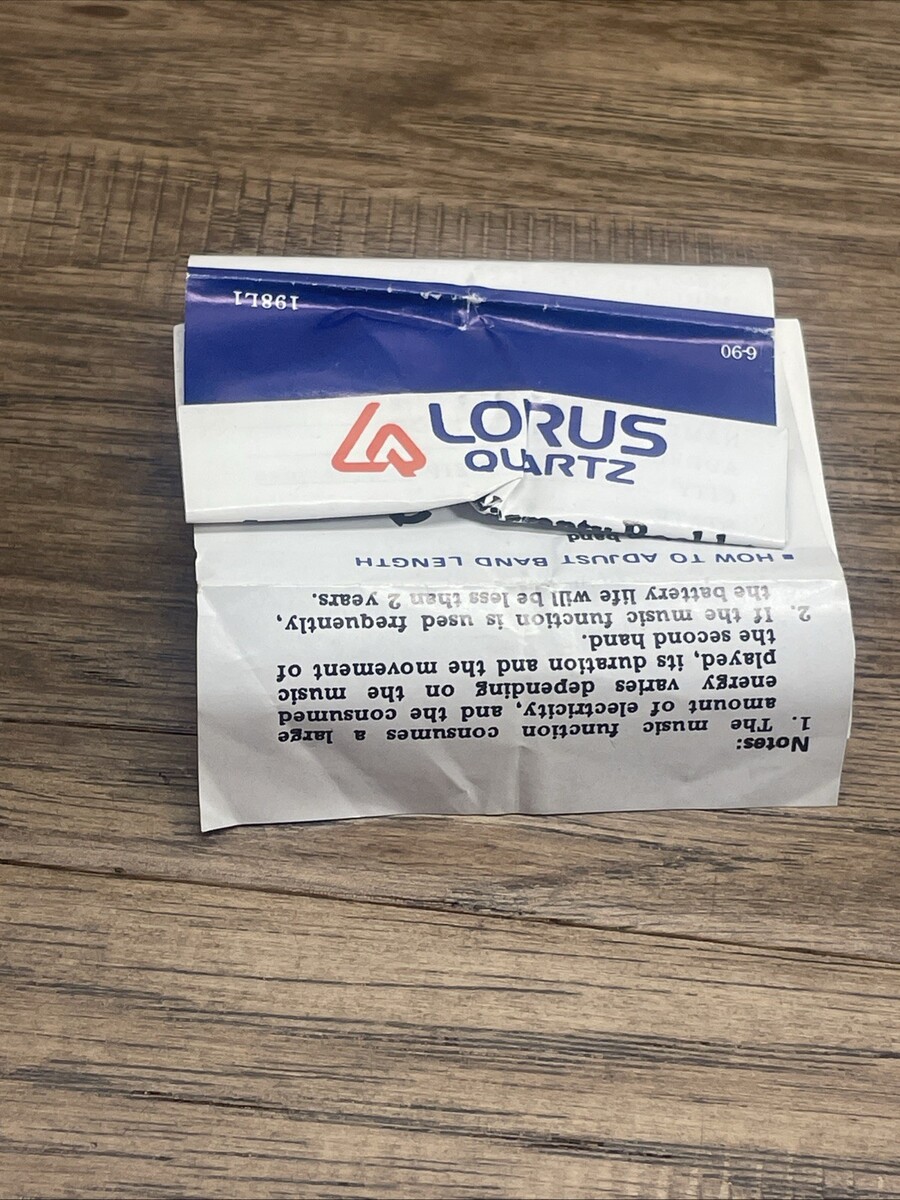 198L1
6-90
LORUS
QUARTZ
Notes:
1. The music function consumes a large
amount of electricity, and the consumed
energy varies depending on the music
played, its duration and the movement of
the second hand.
2. If the music function is used frequently,
the battery life will be less than 2 years.
■ HOW TO ADJUST BAND LENGTH
band